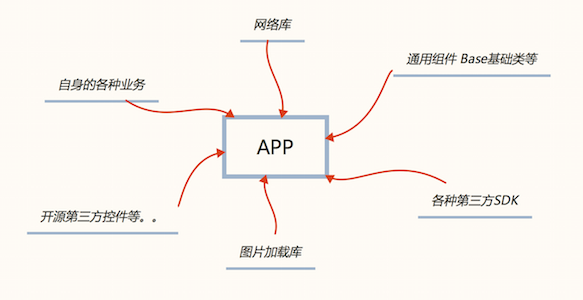 网络库
通用组件 Base基础类等
自身的各种业务
APP
各种第三方SDK
开源第三方控件等。。
图片加载库